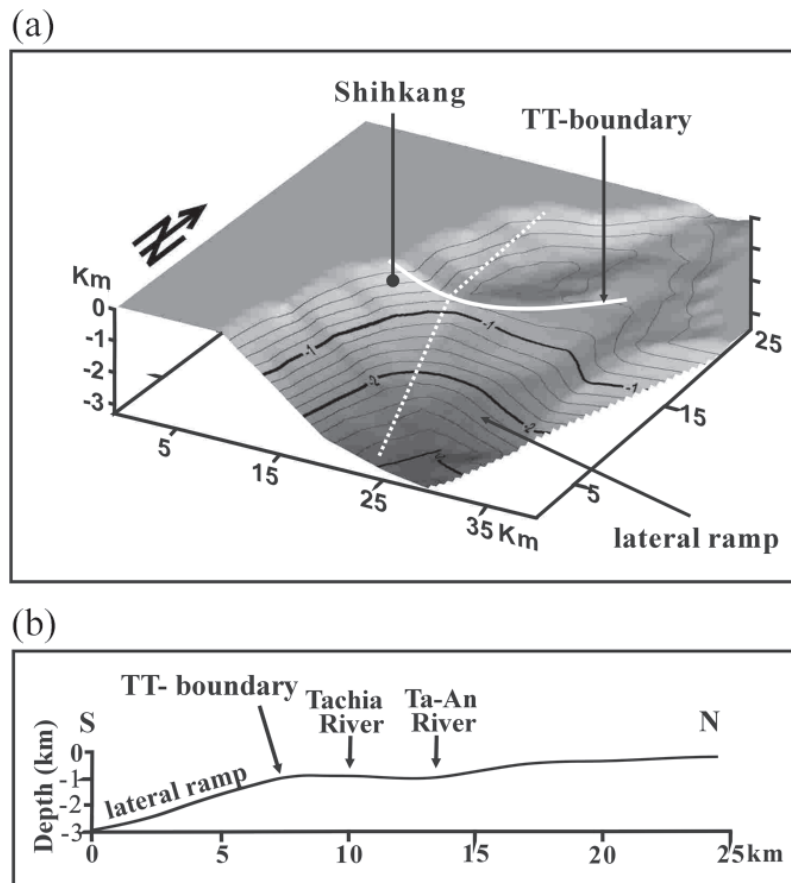 (a)
Shihkang
TT-boundary
N
Km
0
-1
-2
-3
-1
-1
-1
-2
-2
-2
5
15
25
35 Km
5
15
25
lateral ramp
(b)
TT- boundary
Tachia
River
Ta-An
River
S
N
Depth (km)
0
-1
-2
-3
lateral ramp
0
5
10
15
20
25km